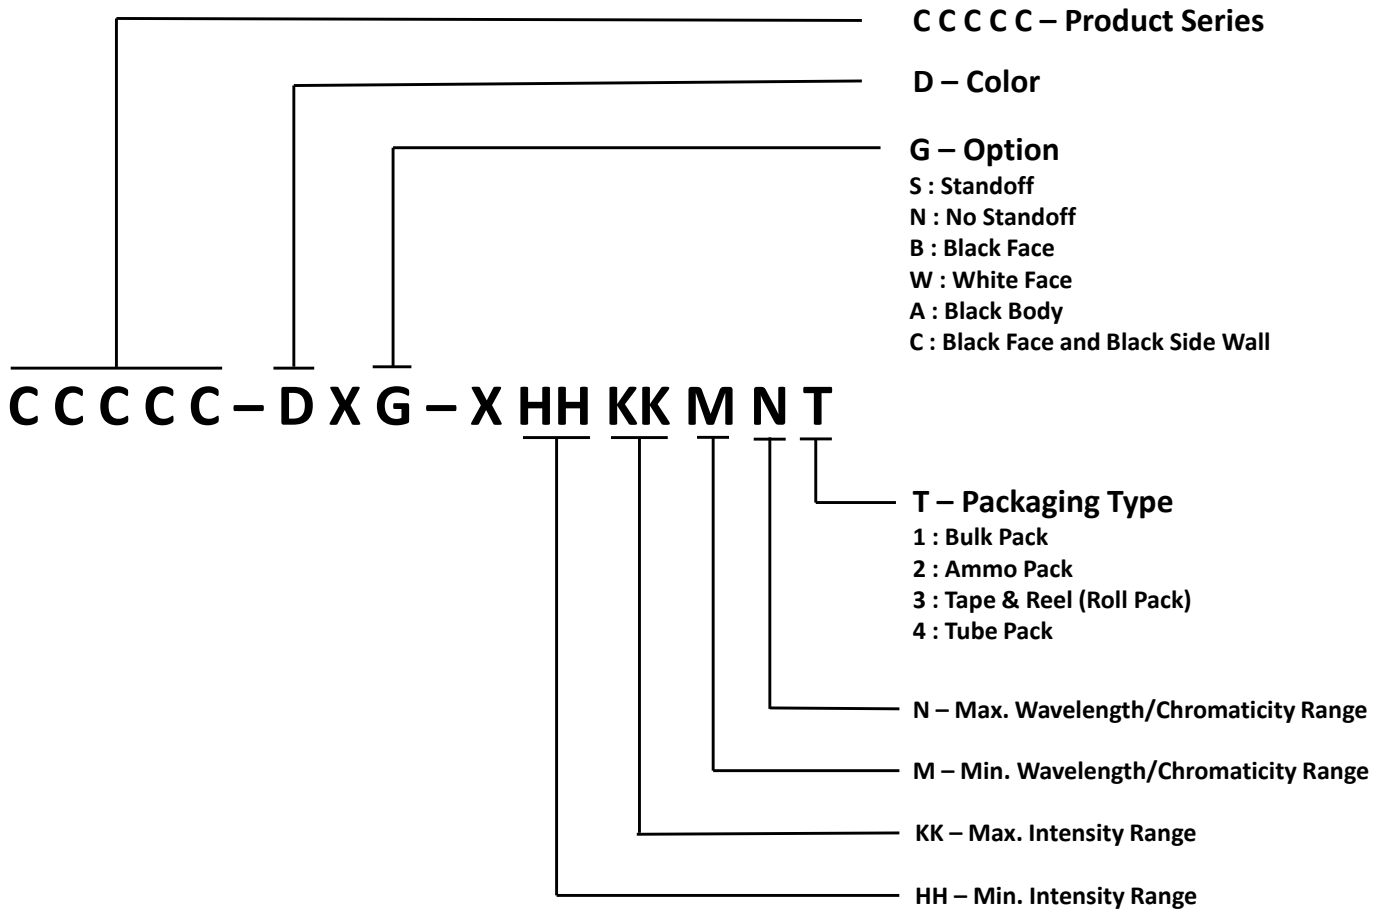 C C C C C – Product Series
D – Color
G – Option
S : Standoff
N : No Standoff
B : Black Face
W : White Face
A : Black Body
C : Black Face and Black Side Wall
C C C C C – D X G – X HH KK M N T
T – Packaging Type
1 : Bulk Pack
2 : Ammo Pack
3 : Tape & Reel (Roll Pack)
4 : Tube Pack
N – Max. Wavelength/Chromaticity Range
M – Min. Wavelength/Chromaticity Range
KK – Max. Intensity Range
HH – Min. Intensity Range